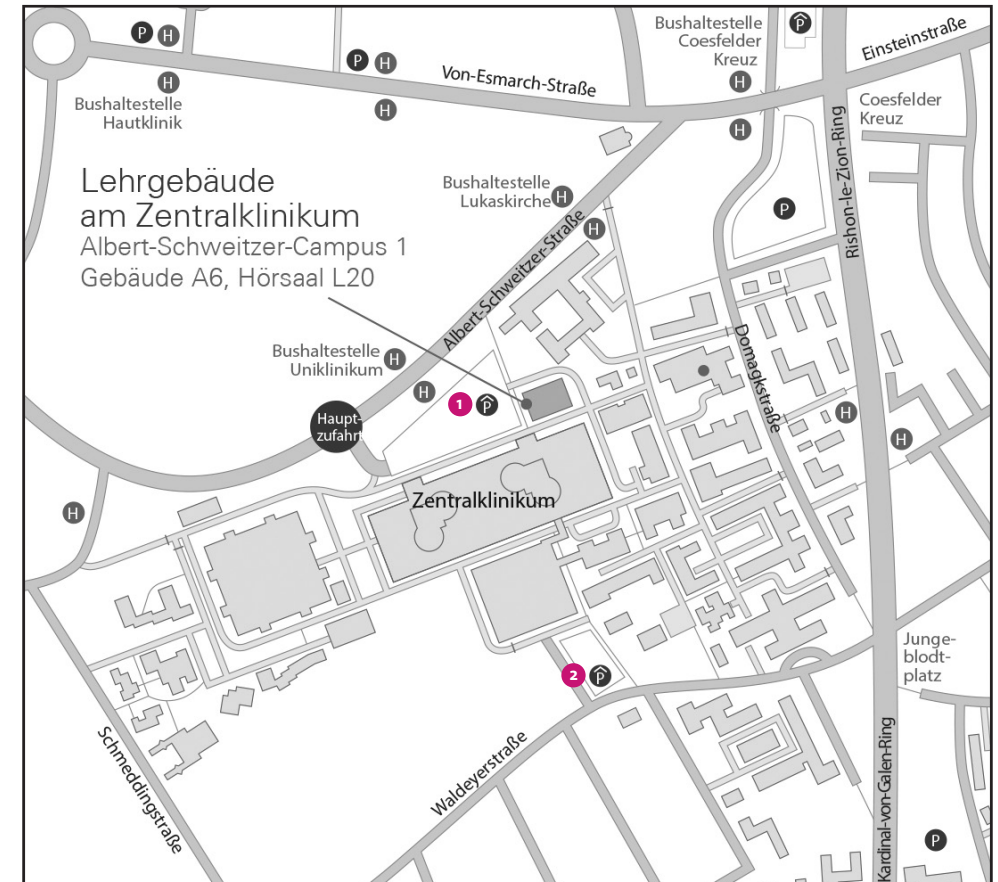 P
H
H
Bushaltestelle
Hautklinik
P
H
H
Von-Esmarch-Straße
Bushaltestelle
Coesfelder
Kreuz
H
H
P
Einsteinstraße
Coesfelder
Kreuz
Rishon-le-Zion-Ring
P
Lehrgebäude
am Zentralklinikum
Albert-Schweitzer-Campus 1
Gebäude A6, Hörsaal L20
Bushaltestelle
Lukaskirche
H
H
Albert-Schweitzer-Straße
Bushaltestelle
Uniklinikum
H
H
1
P
Domagkstraße
H
H
Haupt-
zufahrt
Zentralklinikum
H
2
P
Junge-
blodt-
platz
Schmeddingstraße
Waldeyerstraße
Kardinal-von-Galen-Ring
P